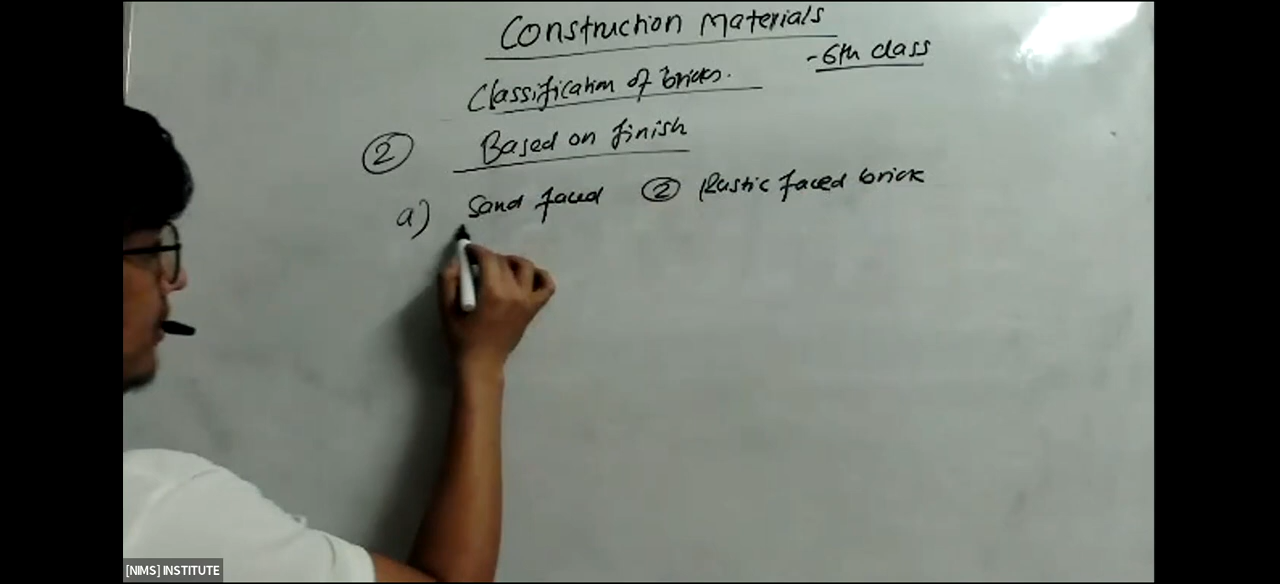 Construction Materials
-6th class
Classification of bricks.
② Based on finish
a) Sand faced ② Rustic faced brick
[NIMS] INSTITUTE